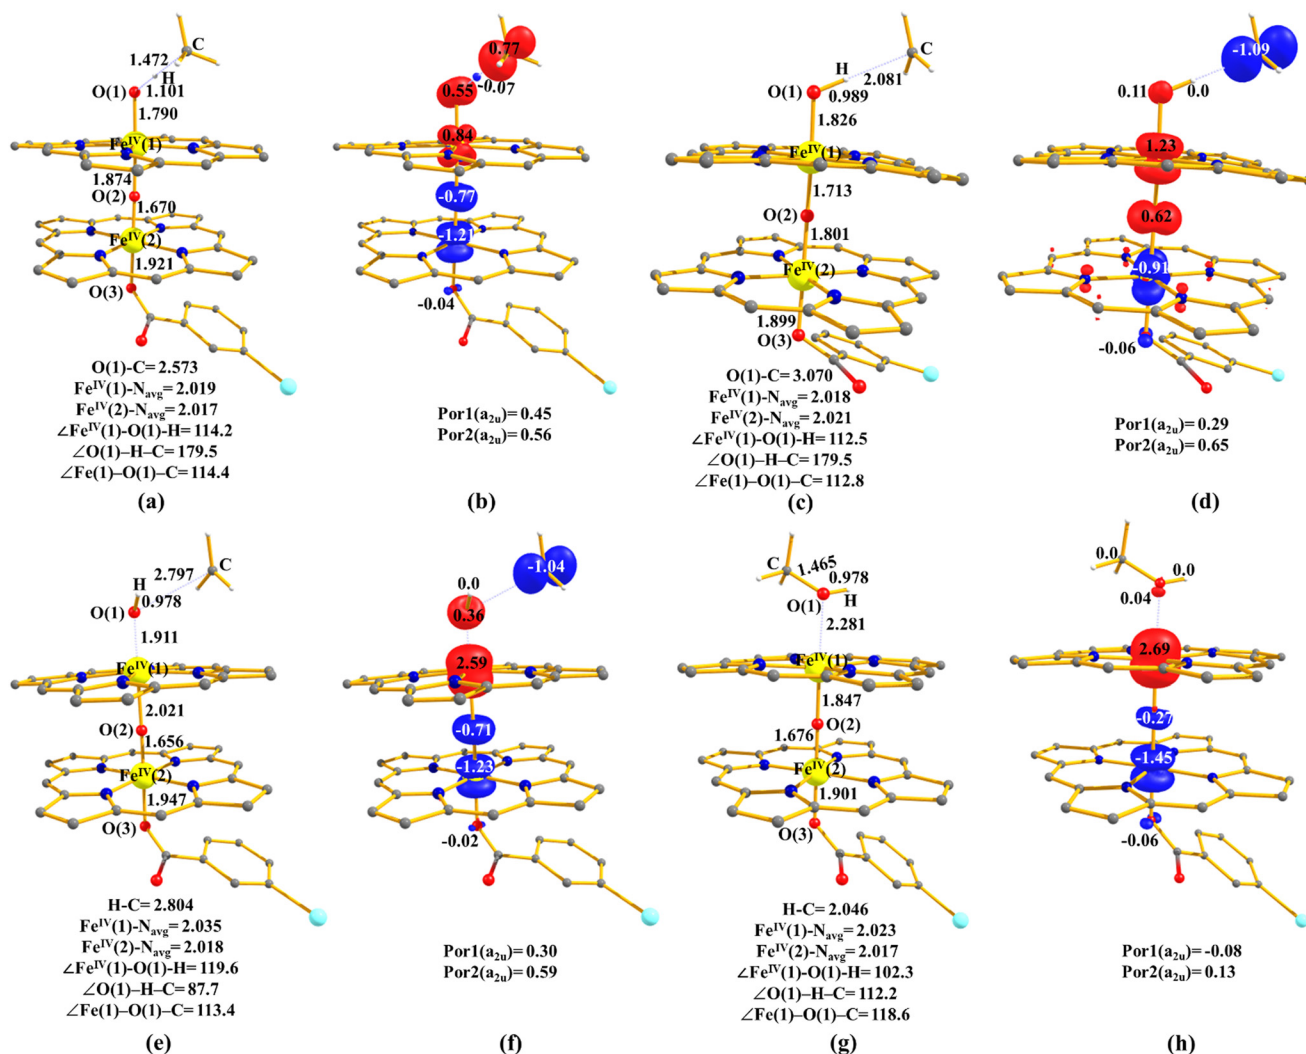 C
1.472
H
O(1)
1.101
1.790
Fe^IV(1)
1.874
O(2)
1.670
Fe^IV(2)
1.921
O(3)
O(1)-C= 2.573
Fe^IV(1)-N_avg= 2.019
Fe^IV(2)-N_avg= 2.017
∠Fe^IV(1)-O(1)-H= 114.2
∠O(1)–H–C= 179.5
∠Fe(1)–O(1)–C= 114.4
(a)
0.77
-0.07
0.55
0.84
-0.77
-1.21
-0.04
Por1(a_2u)= 0.45
Por2(a_2u)= 0.56
(b)
C
H
2.081
O(1)
0.989
1.826
Fe^IV(1)
1.713
O(2)
1.801
Fe^IV(2)
1.899
O(3)
O(1)-C= 3.070
Fe^IV(1)-N_avg= 2.018
Fe^IV(2)-N_avg= 2.021
∠Fe^IV(1)-O(1)-H= 112.5
∠O(1)–H–C= 179.5
∠Fe(1)–O(1)–C= 112.8
(c)
-1.09
0.11
0.0
1.23
0.62
-0.91
-0.06
Por1(a_2u)= 0.29
Por2(a_2u)= 0.65
(d)
H
2.797
C
O(1)
0.978
1.911
Fe^IV(1)
2.021
O(2)
1.656
Fe^IV(2)
1.947
O(3)
H-C= 2.804
Fe^IV(1)-N_avg= 2.035
Fe^IV(2)-N_avg= 2.018
∠Fe^IV(1)-O(1)-H= 119.6
∠O(1)–H–C= 87.7
∠Fe(1)–O(1)–C= 113.4
(e)
-1.04
0.0
0.36
2.59
-0.71
-1.23
-0.02
Por1(a_2u)= 0.30
Por2(a_2u)= 0.59
(f)
C
1.465
0.978
O(1)
H
2.281
Fe^IV(1)
1.847
O(2)
1.676
Fe^IV(2)
1.901
O(3)
H-C= 2.046
Fe^IV(1)-N_avg= 2.023
Fe^IV(2)-N_avg= 2.017
∠Fe^IV(1)-O(1)-H= 102.3
∠O(1)–H–C= 112.2
∠Fe(1)–O(1)–C= 118.6
(g)
0.0
0.0
0.04
2.69
-0.27
-1.45
-0.06
Por1(a_2u)= -0.08
Por2(a_2u)= 0.13
(h)